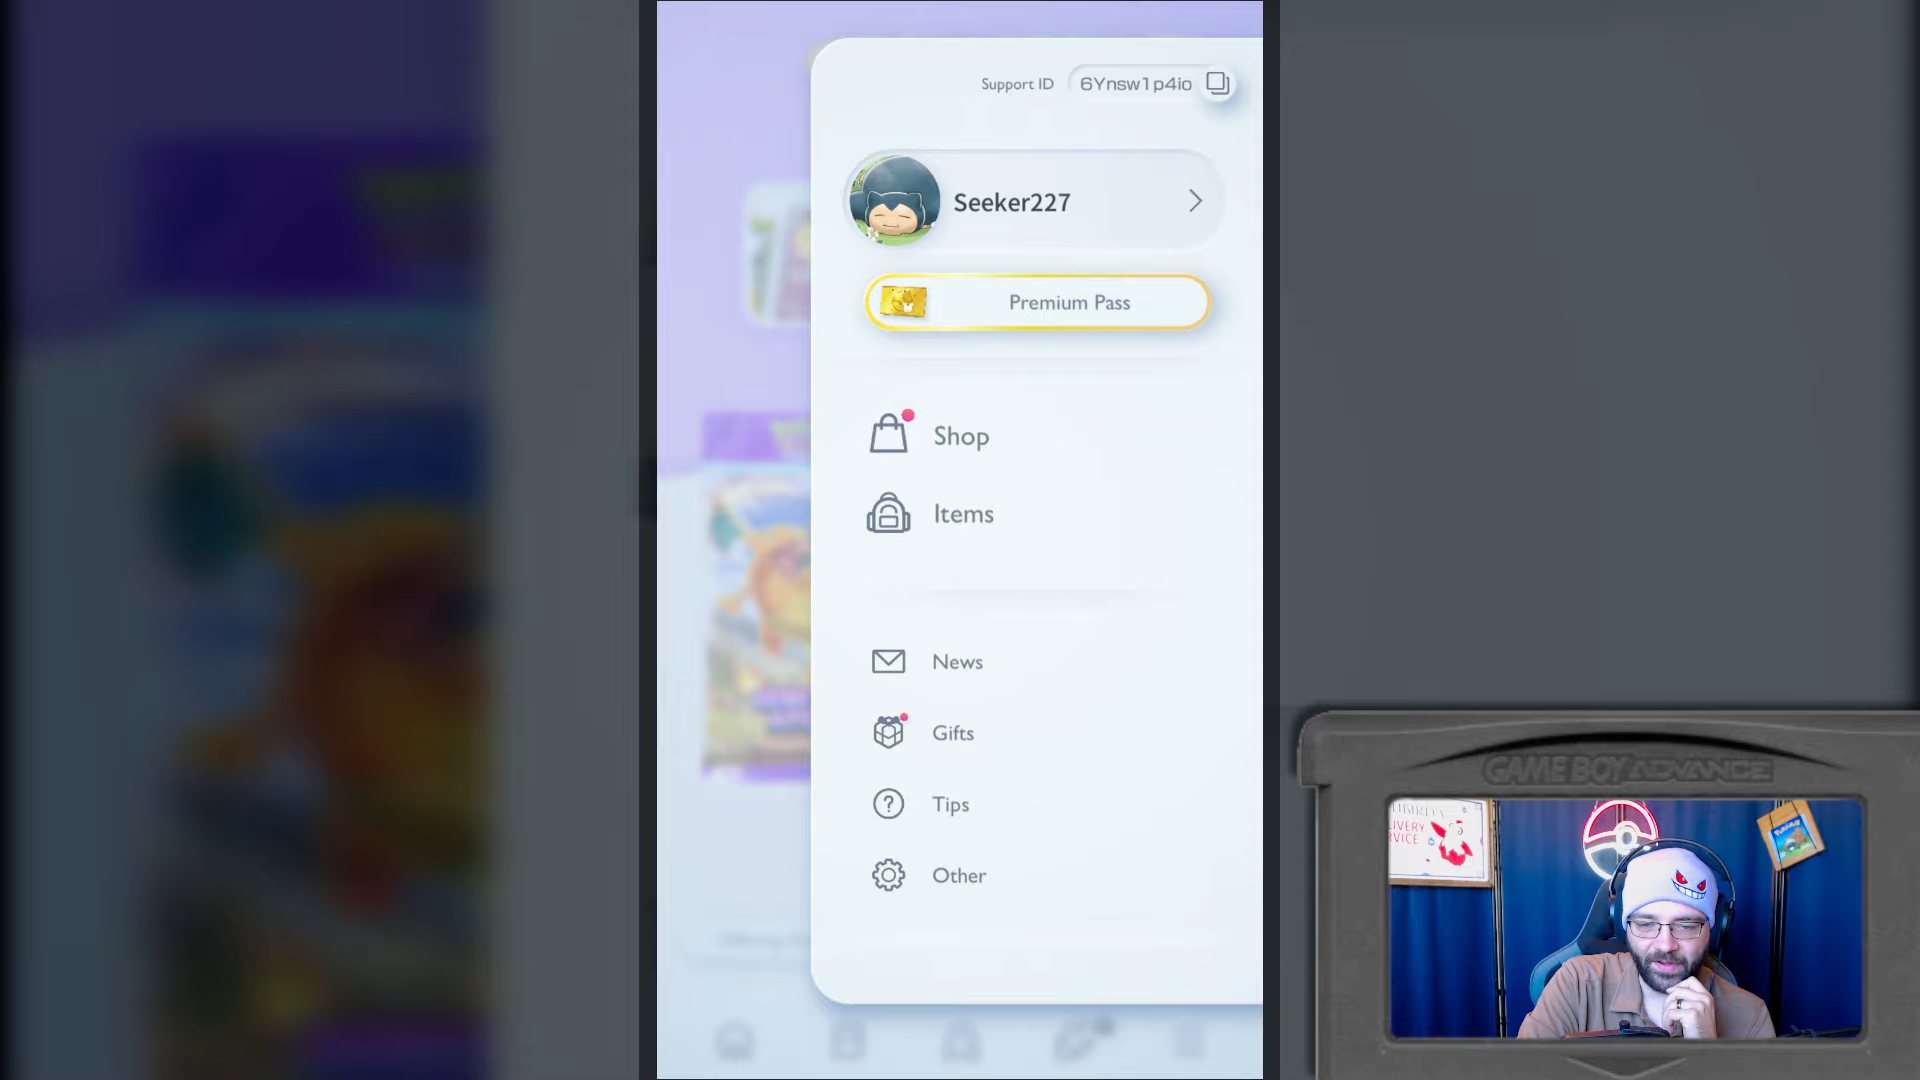 Support ID 6Ynsw1p4io
Seeker227
Premium Pass
Shop
Items
News
Gifts
Tips
Other
GAME BOY ADVANCE